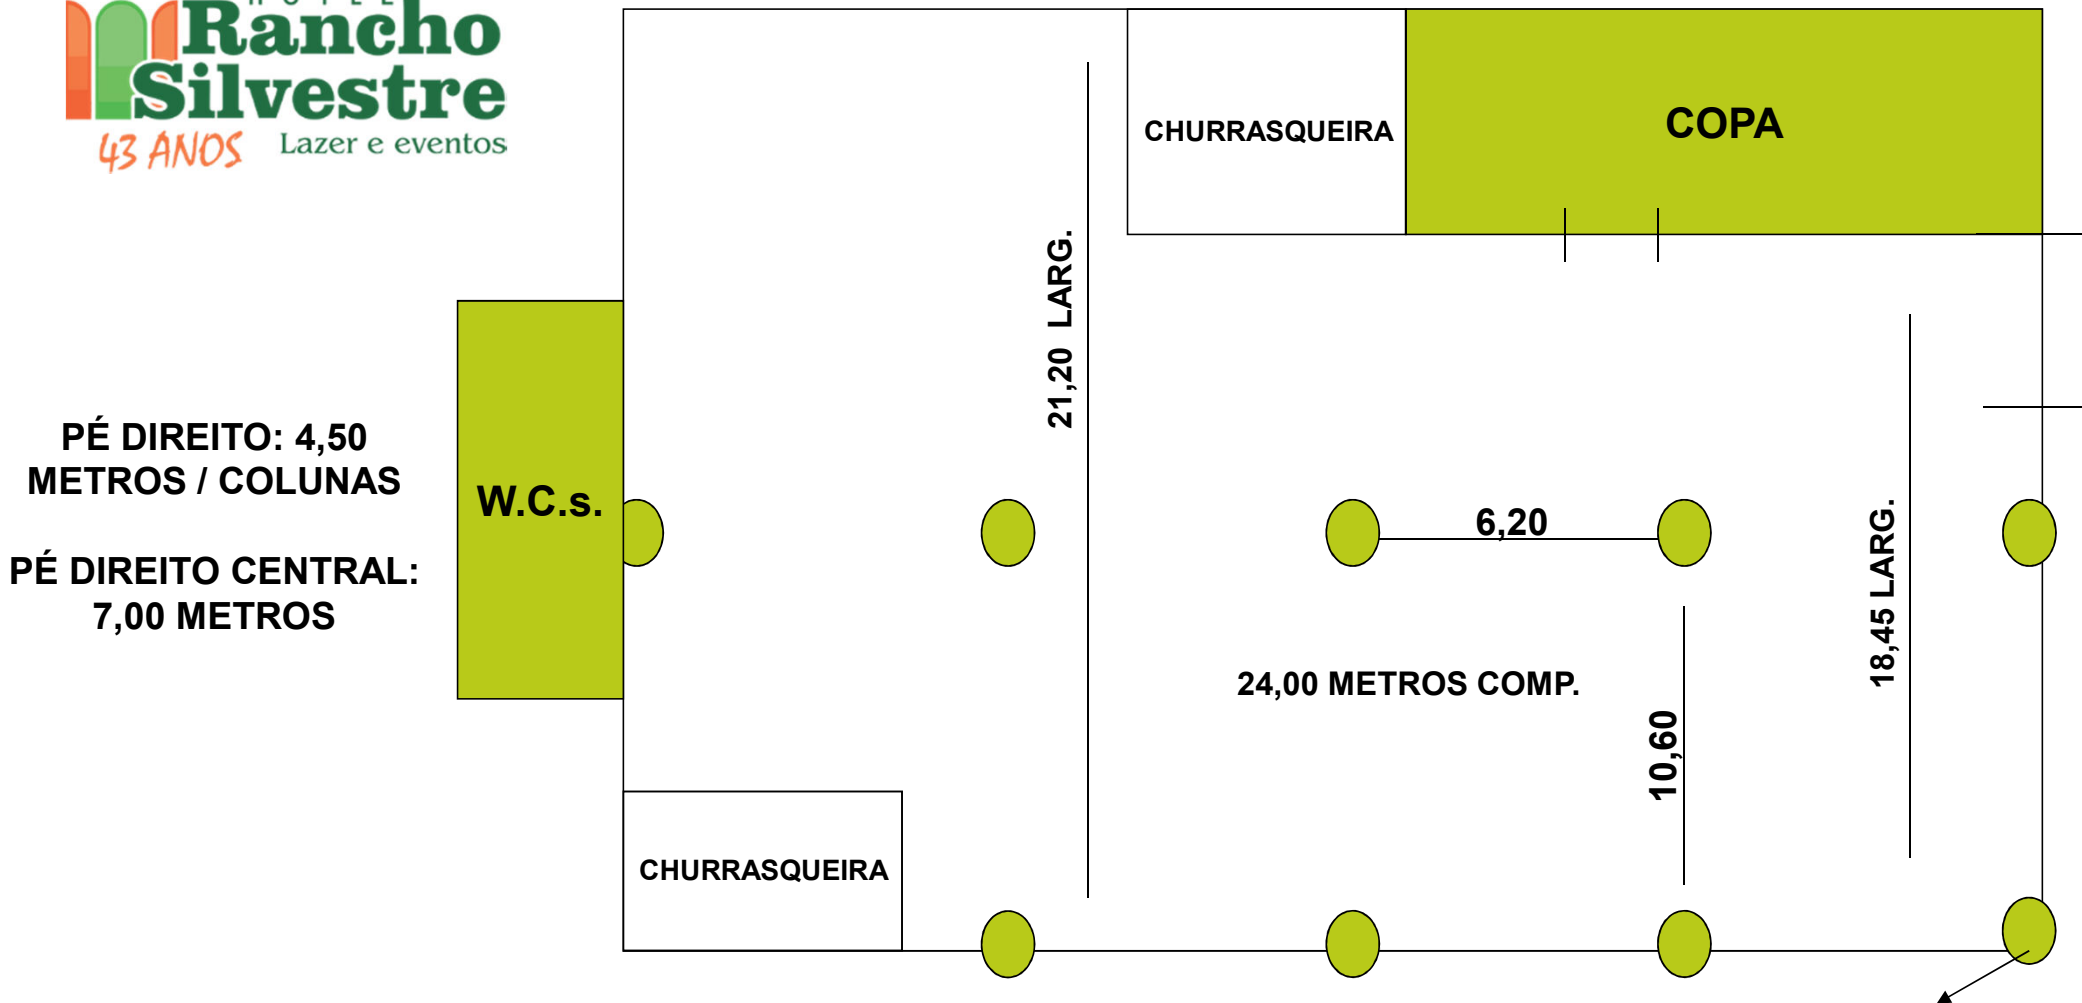 HOTEL
Rancho
Silvestre
43 ANOS Lazer e eventos
CHURRASQUEIRA
COPA
21,20 LARG.
PÉ DIREITO: 4,50
METROS / COLUNAS
PÉ DIREITO CENTRAL:
7,00 METROS
W.C.s.
6,20
18,45 LARG.
24,00 METROS COMP.
10,60
CHURRASQUEIRA